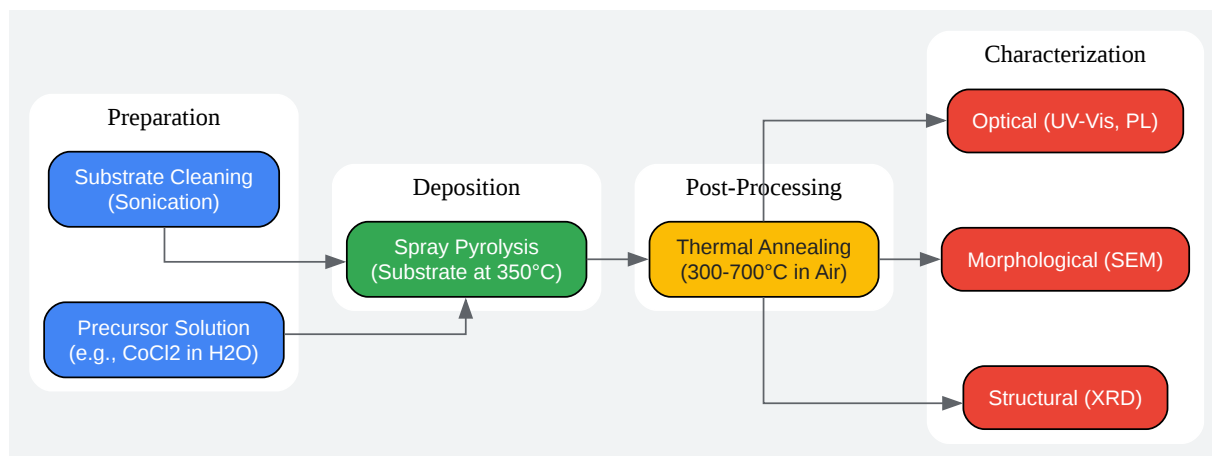 Preparation
Substrate Cleaning
(Sonication)
Precursor Solution
(e.g., CoCl2 in H2O)
Deposition
Spray Pyrolysis
(Substrate at 350°C)
Post-Processing
Thermal Annealing
(300-700°C in Air)
Characterization
Optical (UV-Vis, PL)
Morphological (SEM)
Structural (XRD)